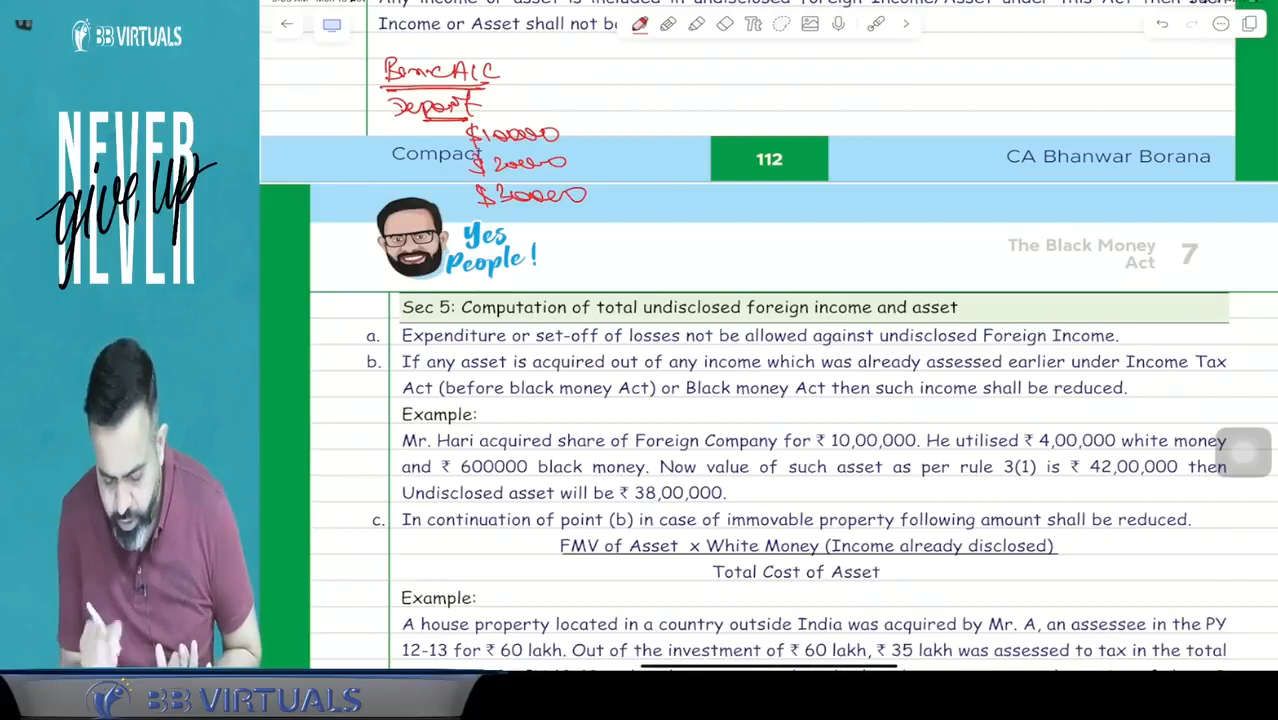 Income or Asset shall not be
BB VIRTUALS
Deposit
$10000
$20000
$30000
Compact
112
CA Bhanwar Borana
NEVER
give up
NEVER
Yes
People!
The Black Money
Act
7
Sec 5: Computation of total undisclosed foreign income and asset
a. Expenditure or set-off of losses not be allowed against undisclosed Foreign Income.
b. If any asset is acquired out of any income which was already assessed earlier under Income Tax
Act (before black money Act) or Black money Act then such income shall be reduced.
Example:
Mr. Hari acquired share of Foreign Company for ₹ 10,00,000. He utilised ₹ 4,00,000 white money
and ₹ 600000 black money. Now value of such asset as per rule 3(1) is ₹ 42,00,000 then
Undisclosed asset will be ₹ 38,00,000.
c. In continuation of point (b) in case of immovable property following amount shall be reduced.
FMV of Asset x White Money (Income already disclosed)
Total Cost of Asset
Example:
A house property located in a country outside India was acquired by Mr. A, an assessee in the PY
12-13 for ₹ 60 lakh. Out of the investment of ₹ 60 lakh, ₹ 35 lakh was assessed to tax in the total
BB VIRTUALS